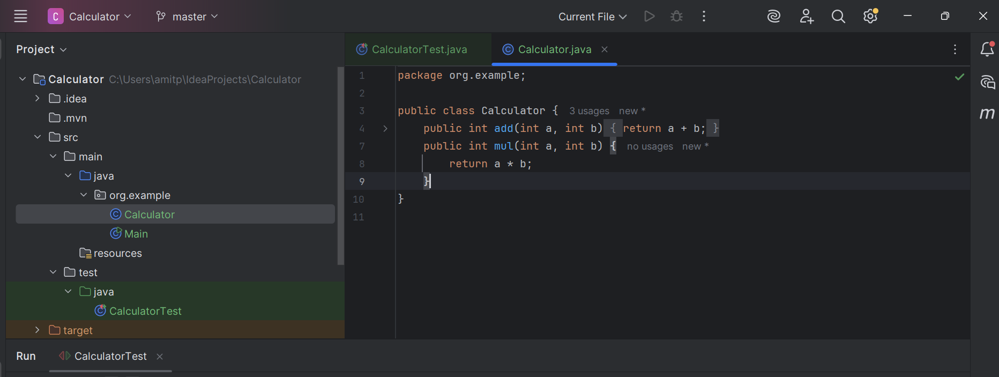 C Calculator master Current File
Project
CalculatorTest.java Calculator.java
Calculator C:\Users\amitp\IdeaProjects\Calculator
.idea
.mvn
src
main
java
org.example
Calculator
Main
resources
test
java
CalculatorTest
target
1 package org.example;
2
3 public class Calculator { 3 usages new *
4 public int add(int a, int b) { return a + b; }
7 public int mul(int a, int b) { no usages new *
8 return a * b;
9 }
10 }
11
m
Run CalculatorTest